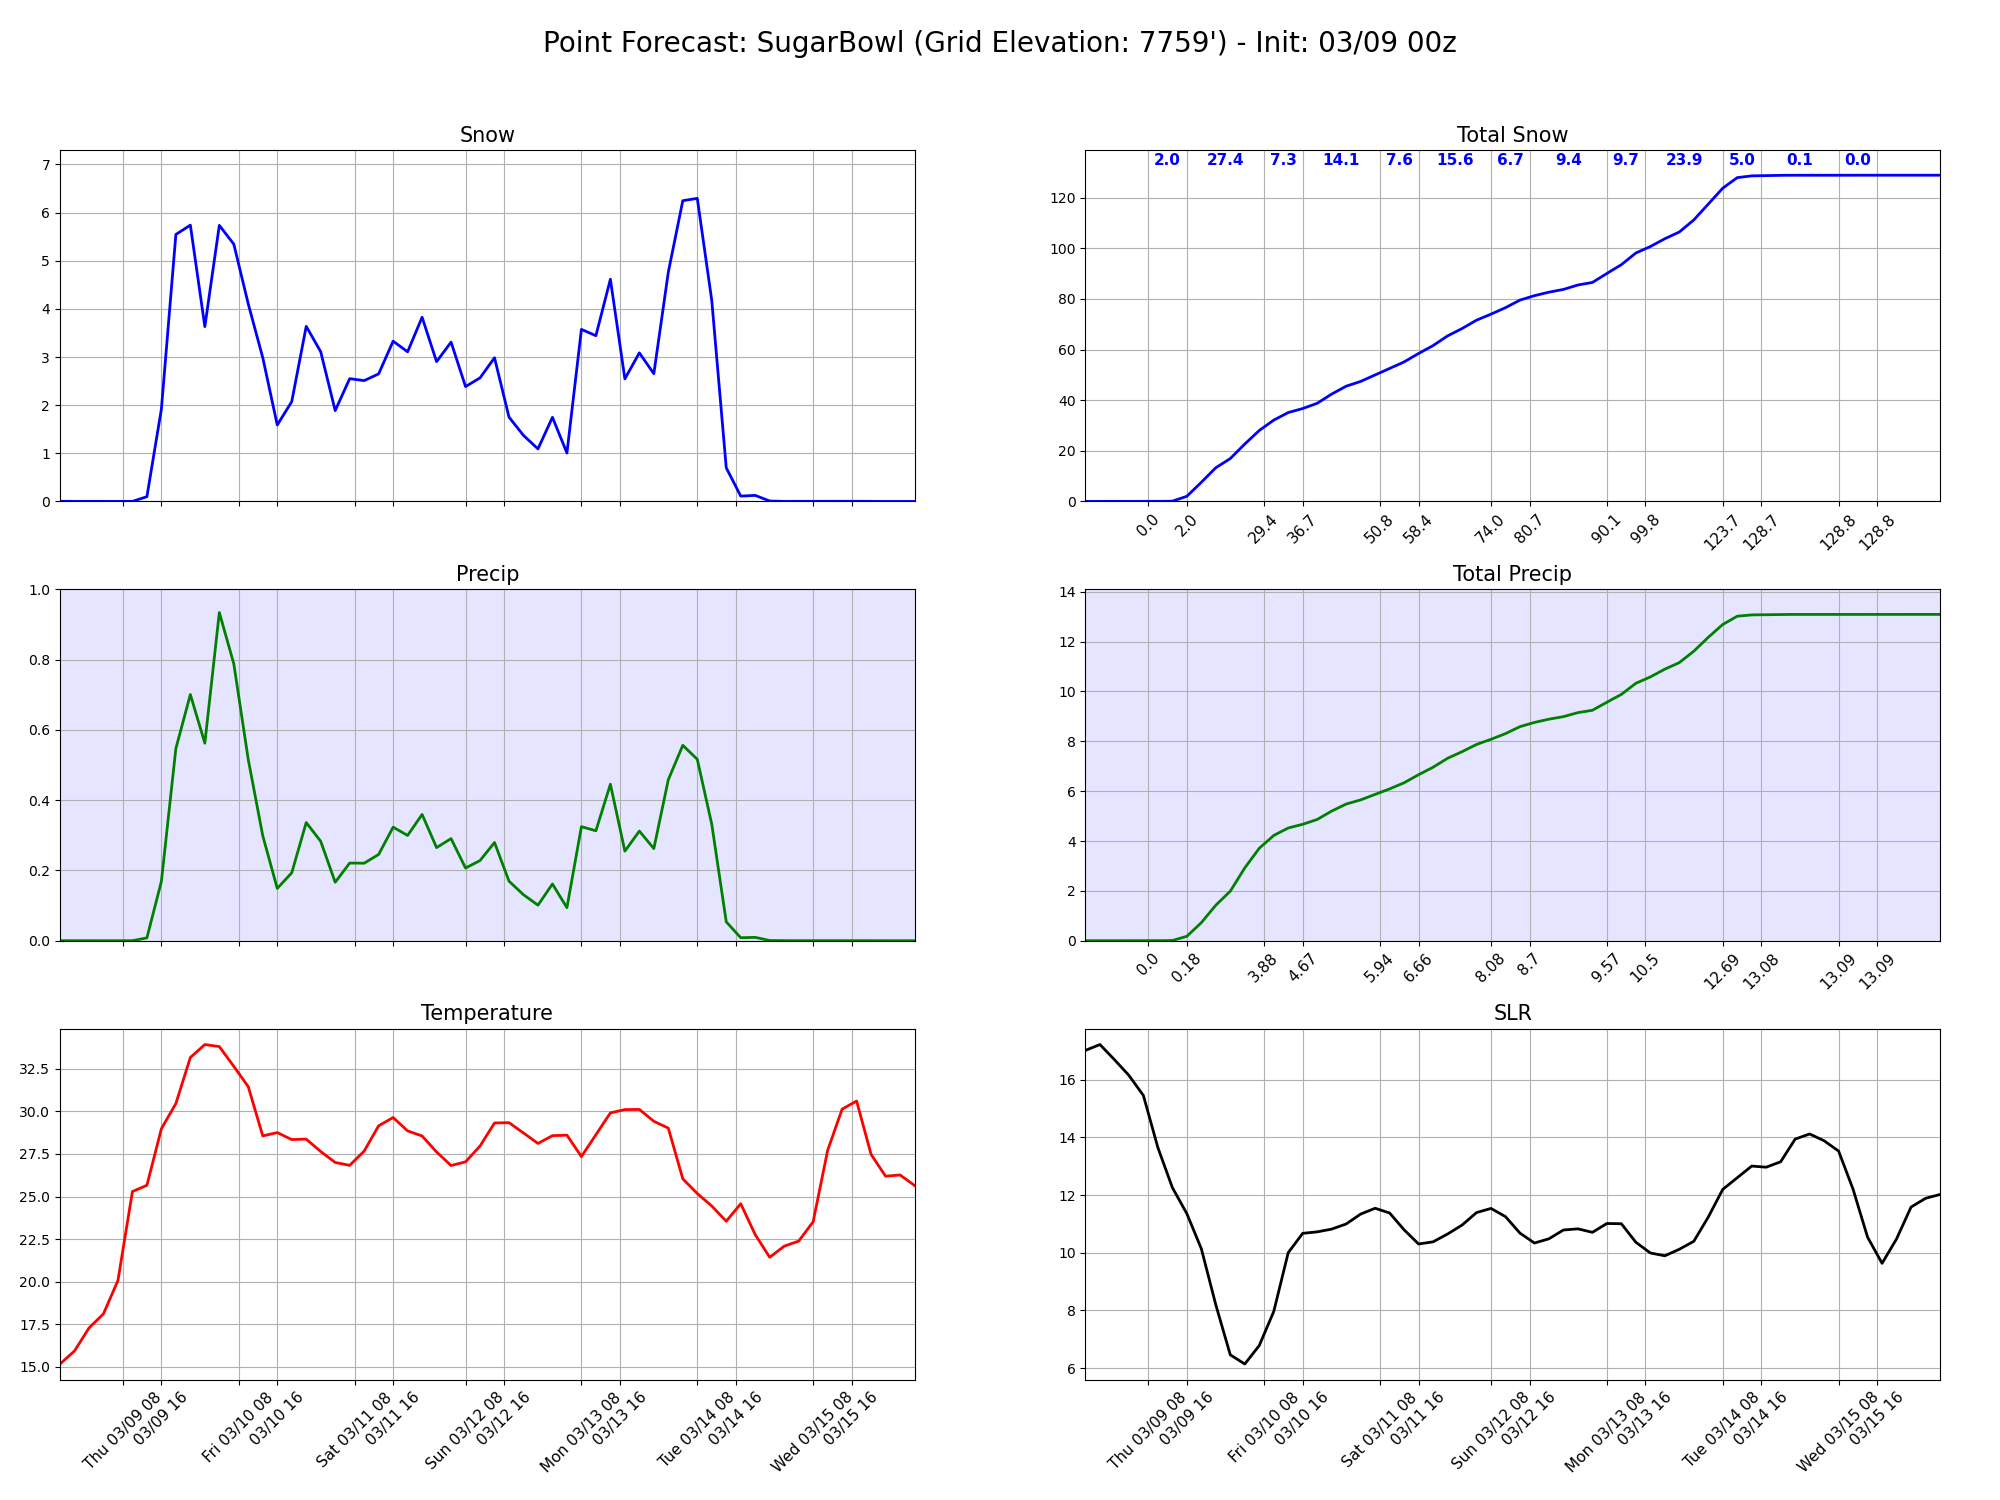 Point Forecast: SugarBowl (Grid Elevation: 7759') - Init: 03/09 00z
Snow
7
6
5
4
3
2
1
0
Total Snow
2.0 27.4 7.3 14.1 7.6 15.6 6.7 9.4 9.7 23.9 5.0 0.1 0.0
120
100
80
60
40
20
0
0.0 2.0 29.4 36.7 50.8 58.4 74.0 80.7 90.1 99.8 123.7 128.7 128.8 128.8
Precip
1.0
0.8
0.6
0.4
0.2
0.0
Total Precip
14
12
10
8
6
4
2
0
0.0 0.18 3.88 4.67 5.94 6.66 8.08 8.7 9.57 10.5 12.69 13.08 13.09 13.09
Temperature
32.5
30.0
27.5
25.0
22.5
20.0
17.5
15.0
Thu 03/09 08
03/09 16
Fri 03/10 08
03/10 16
Sat 03/11 08
03/11 16
Sun 03/12 08
03/12 16
Mon 03/13 08
03/13 16
Tue 03/14 08
03/14 16
Wed 03/15 08
03/15 16
SLR
16
14
12
10
8
6
Thu 03/09 08
03/09 16
Fri 03/10 08
03/10 16
Sat 03/11 08
03/11 16
Sun 03/12 08
03/12 16
Mon 03/13 08
03/13 16
Tue 03/14 08
03/14 16
Wed 03/15 08
03/15 16